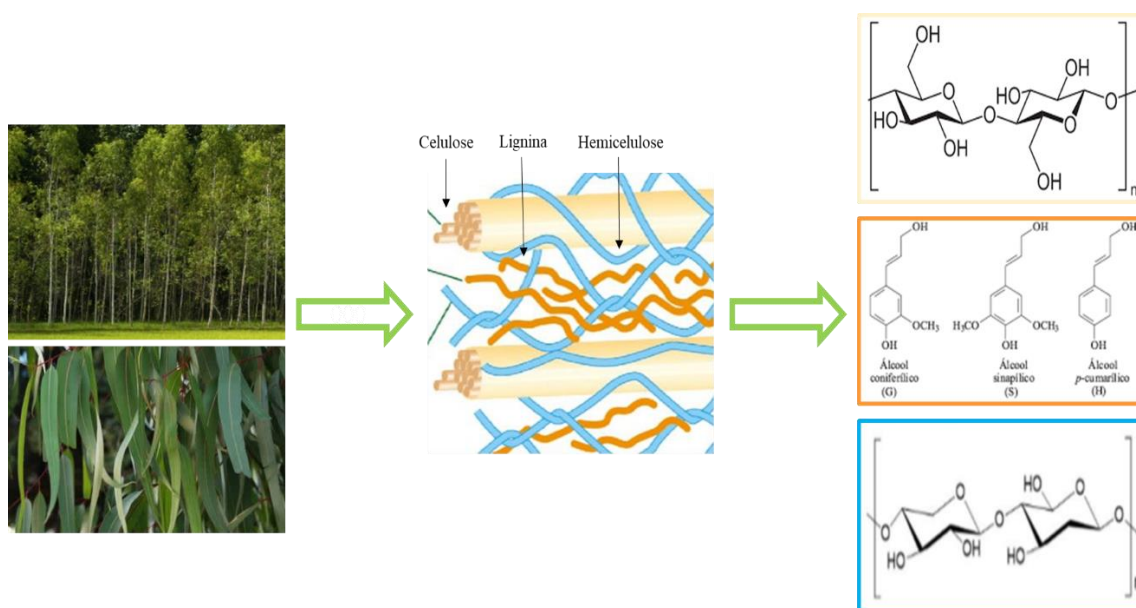 Celulose
Lignina
Hemicelulose
OH
OH
O
HO
O
O
HO
OH
O
HO
O
OH
OH
n
OH
OCH₃
OH
Álcool
coniferílico
(G)
OH
H₃CO
OCH₃
OH
Álcool
sinapílico
(S)
OH
OH
Álcool
p-cumarílico
(H)
O
HO
O
O
O
O
HO
OH
HO
O